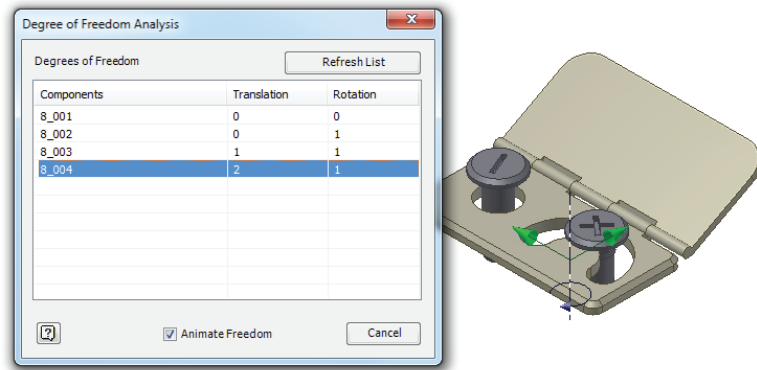 Degree of Freedom Analysis
Degrees of Freedom
Refresh List
Components Translation Rotation
8_001 0 0
8_002 0 1
8_003 1 1
8_004 2 1
Animate Freedom
Cancel